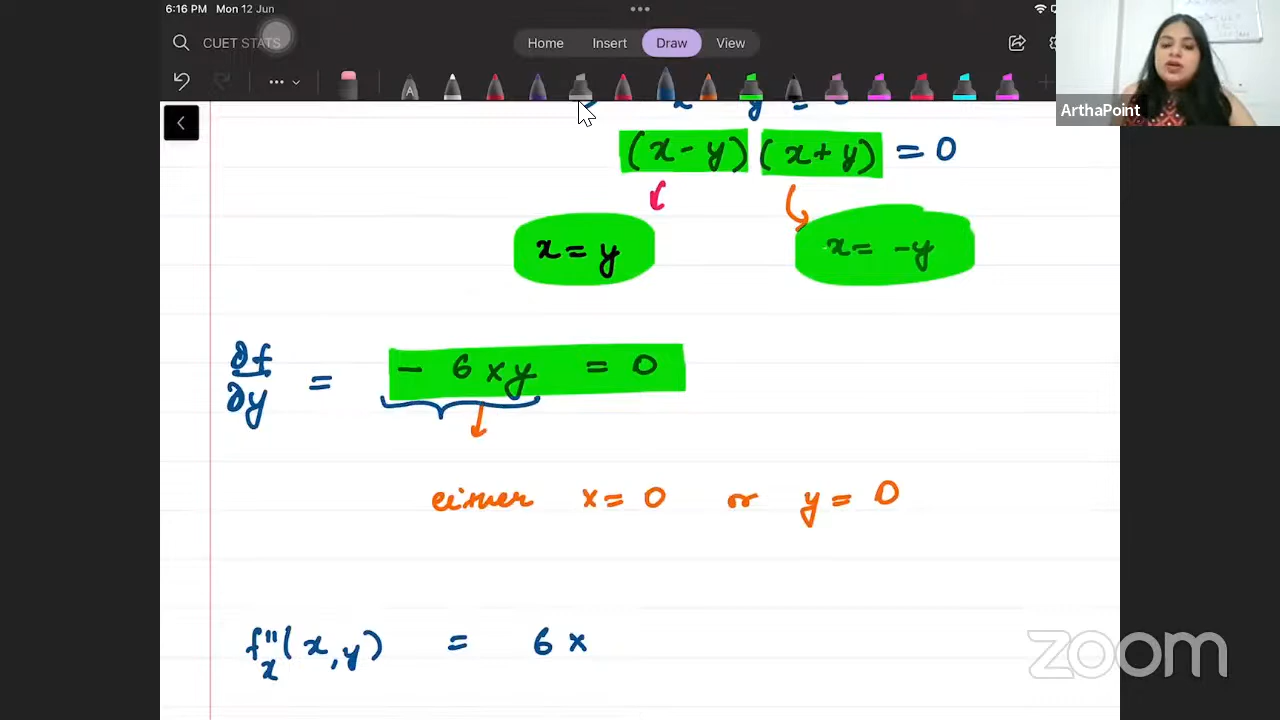 6:16 PM Mon 12 Jun
CUET STATS
Home Insert Draw View
A
ArthaPoint
(x - y) (x + y) = 0
x = y x = -y
∂f/∂y = - 6xy = 0
either x = 0 or y = 0
f''ₓ(x, y) = 6x
zoom